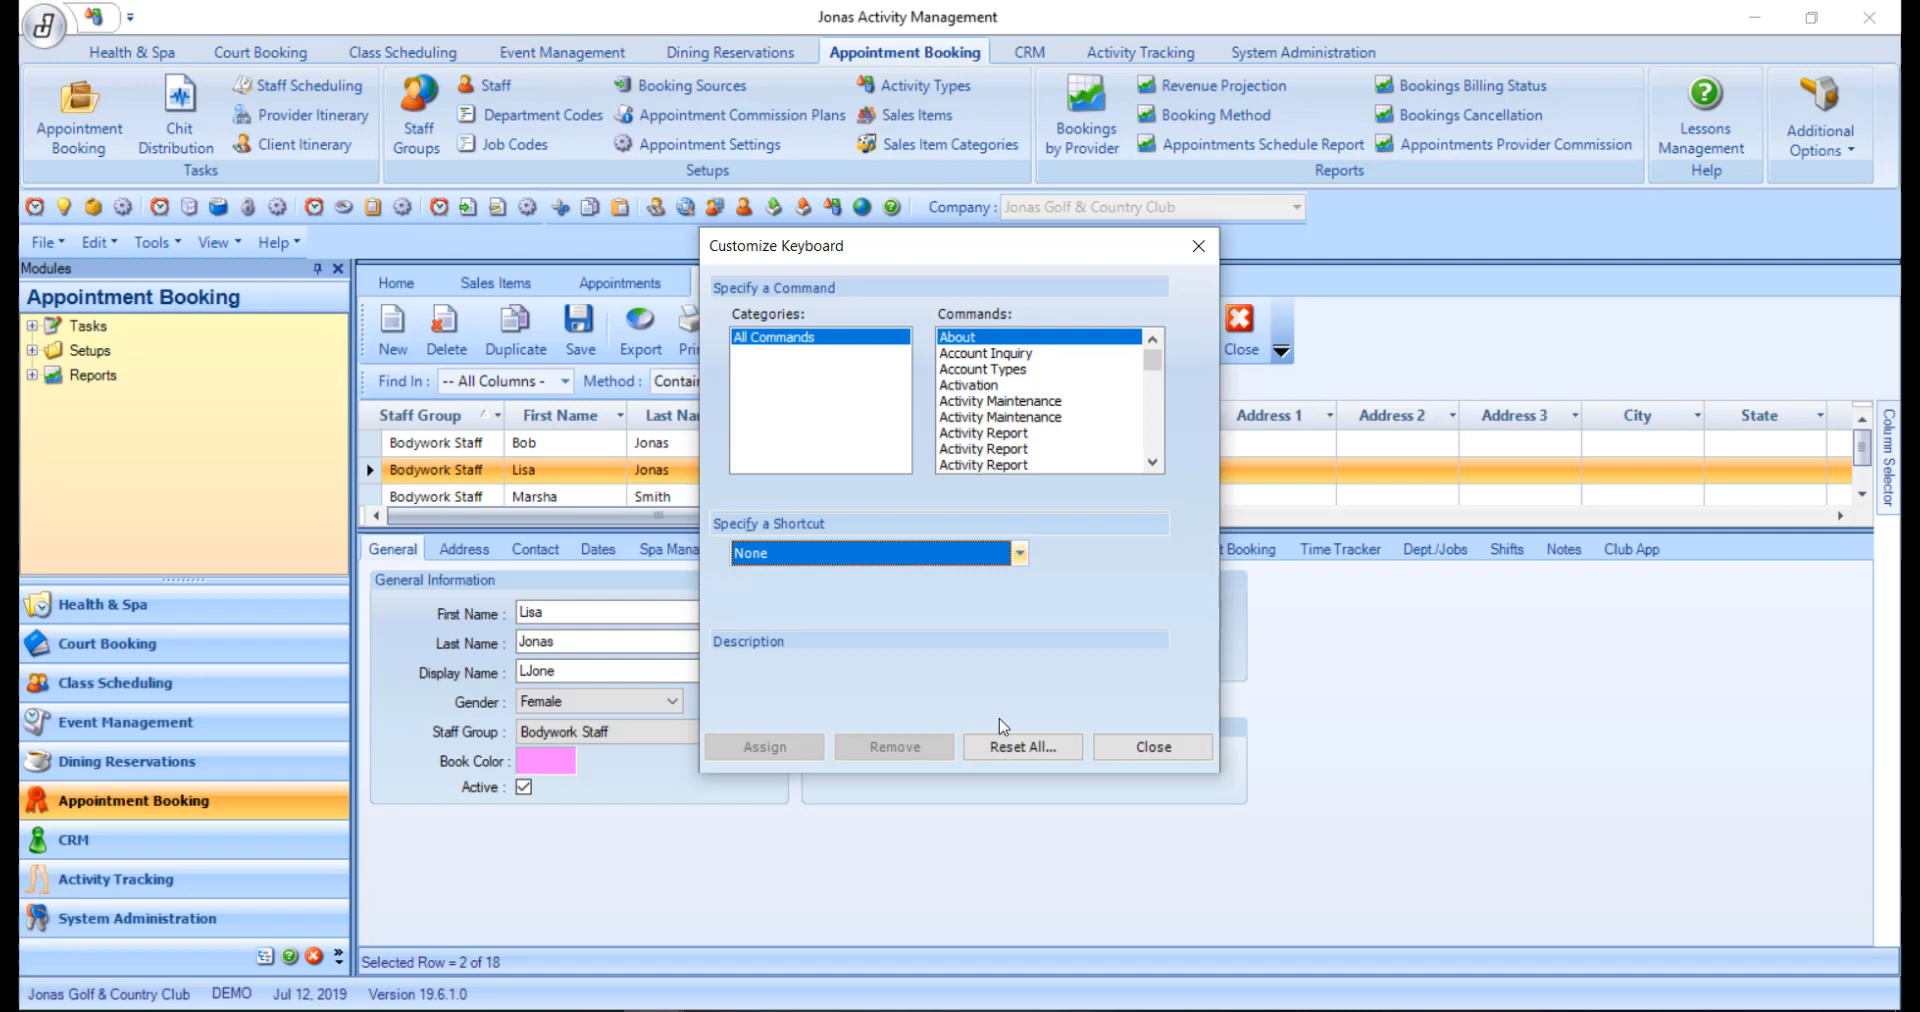 Jonas Activity Management
Health & Spa Court Booking Class Scheduling Event Management Dining Reservations Appointment Booking CRM Activity Tracking System Administration
Appointment Booking
Chit Distribution
Staff Scheduling
Provider Itinerary
Client Itinerary
Tasks
Staff Groups
Staff
Department Codes
Job Codes
Booking Sources
Appointment Commission Plans
Appointment Settings
Activity Types
Sales Items
Sales Item Categories
Setups
Bookings by Provider
Revenue Projection
Booking Method
Appointments Schedule Report
Bookings Billing Status
Bookings Cancellation
Appointments Provider Commission
Reports
Lessons Management
Help
Additional Options
Company : Jonas Golf & Country Club
File Edit Tools View Help
Modules
Appointment Booking
Tasks
Setups
Reports
Health & Spa
Court Booking
Class Scheduling
Event Management
Dining Reservations
Appointment Booking
CRM
Activity Tracking
System Administration
Home Sales Items Appointments
New Delete Duplicate Save Export Prin Close
Find In : -- All Columns - Method : Contai
Staff Group First Name Last Na Address 1 Address 2 Address 3 City State
Bodywork Staff Bob Jonas
Bodywork Staff Lisa Jonas
Bodywork Staff Marsha Smith
Column Selector
General Address Contact Dates Spa Mana t Booking Time Tracker Dept./Jobs Shifts Notes Club App
General Information
First Name : Lisa
Last Name : Jonas
Display Name : LJone
Gender : Female
Staff Group : Bodywork Staff
Book Color :
Active :
Customize Keyboard
Specify a Command
Categories: Commands:
All Commands
About
Account Inquiry
Account Types
Activation
Activity Maintenance
Activity Maintenance
Activity Report
Activity Report
Activity Report
Specify a Shortcut
None
Description
Assign Remove Reset All... Close
Selected Row = 2 of 18
Jonas Golf & Country Club DEMO Jul 12, 2019 Version 19.6.1.0